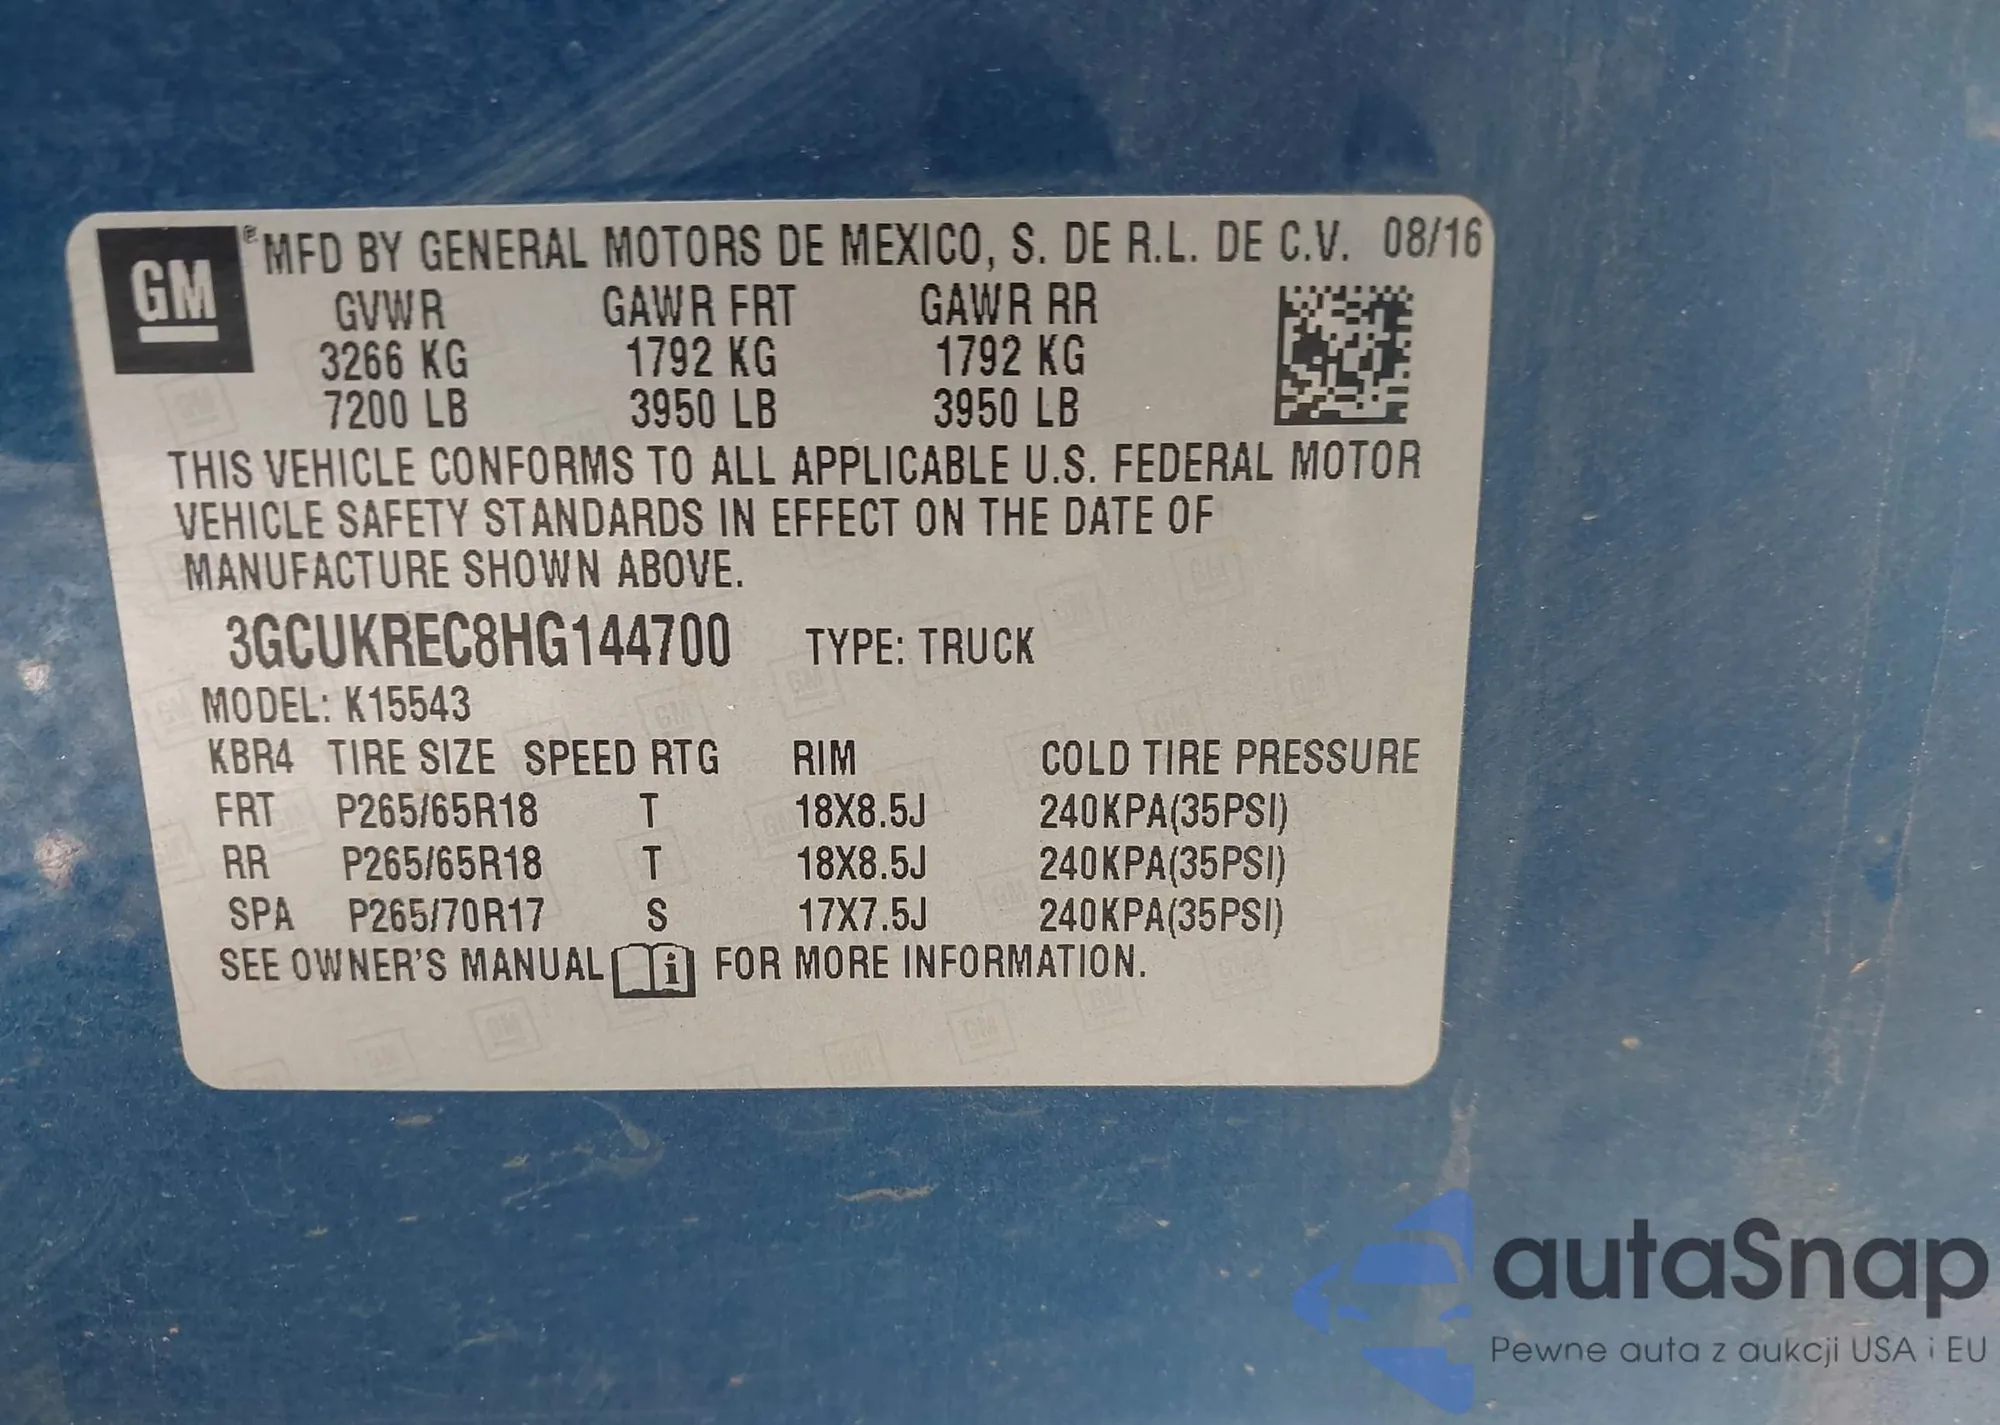 GM ® MFD BY GENERAL MOTORS DE MEXICO, S. DE R.L. DE C.V. 08/16
GVWR GAWR FRT GAWR RR
3266 KG 1792 KG 1792 KG
7200 LB 3950 LB 3950 LB
THIS VEHICLE CONFORMS TO ALL APPLICABLE U.S. FEDERAL MOTOR
VEHICLE SAFETY STANDARDS IN EFFECT ON THE DATE OF
MANUFACTURE SHOWN ABOVE.
3GCUKREC8HG144700 TYPE: TRUCK
MODEL: K15543
KBR4 TIRE SIZE SPEED RTG RIM COLD TIRE PRESSURE
FRT P265/65R18 T 18X8.5J 240KPA(35PSI)
RR P265/65R18 T 18X8.5J 240KPA(35PSI)
SPA P265/70R17 S 17X7.5J 240KPA(35PSI)
SEE OWNER'S MANUAL i FOR MORE INFORMATION.
autaSnap
Pewne auta z aukcji USA i EU